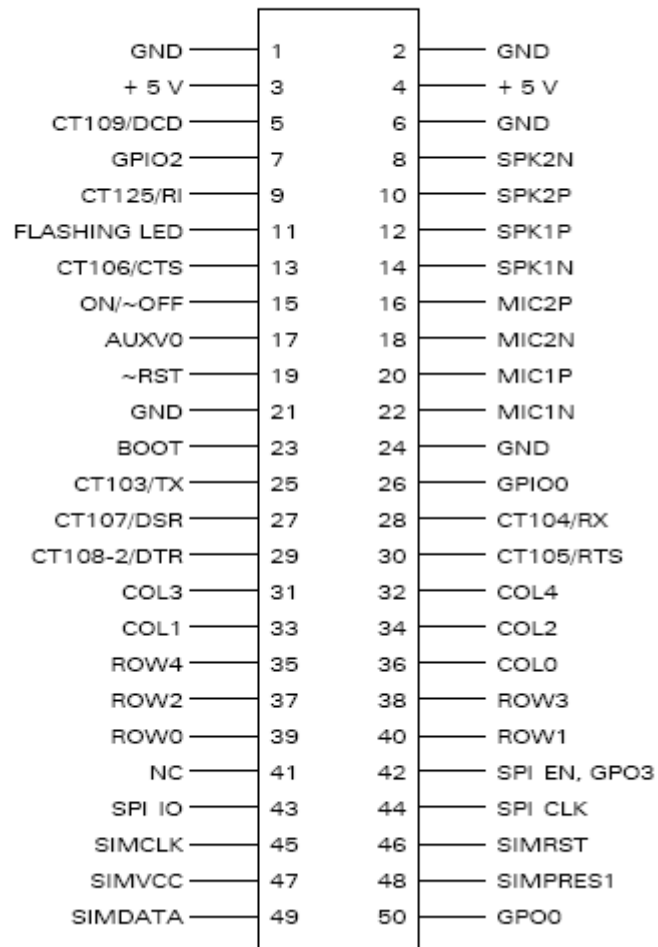 GND 1 2 GND
+ 5 V 3 4 + 5 V
CT109/DCD 5 6 GND
GPIO2 7 8 SPK2N
CT125/RI 9 10 SPK2P
FLASHING LED 11 12 SPK1P
CT106/CTS 13 14 SPK1N
ON/~OFF 15 16 MIC2P
AUXV0 17 18 MIC2N
~RST 19 20 MIC1P
GND 21 22 MIC1N
BOOT 23 24 GND
CT103/TX 25 26 GPIO0
CT107/DSR 27 28 CT104/RX
CT108-2/DTR 29 30 CT105/RTS
COL3 31 32 COL4
COL1 33 34 COL2
ROW4 35 36 COL0
ROW2 37 38 ROW3
ROW0 39 40 ROW1
NC 41 42 SPI EN, GPO3
SPI IO 43 44 SPI CLK
SIMCLK 45 46 SIMRST
SIMVCC 47 48 SIMPRES1
SIMDATA 49 50 GPO0